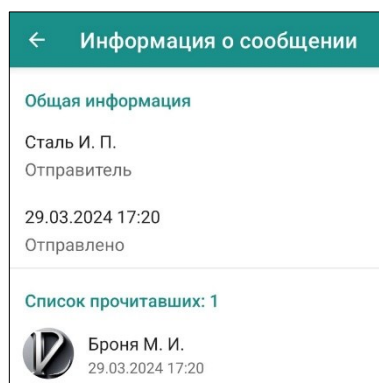 Информация о сообщении
Общая информация
Сталь И. П.
Отправитель
29.03.2024 17:20
Отправлено
Список прочитавших: 1
Броня М. И.
29.03.2024 17:20